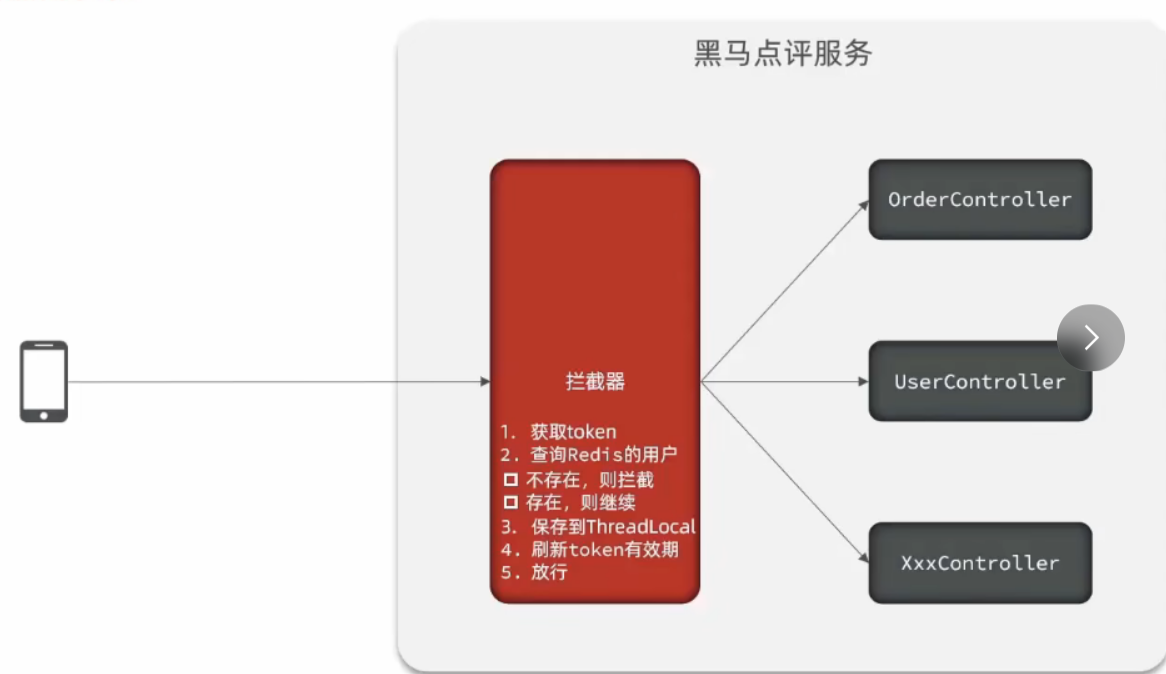 黑马点评服务
OrderController
拦截器
UserController
1. 获取token
2. 查询Redis的用户
不存在，则拦截
存在，则继续
3. 保存到ThreadLocal
4. 刷新token有效期
5. 放行
XxxController